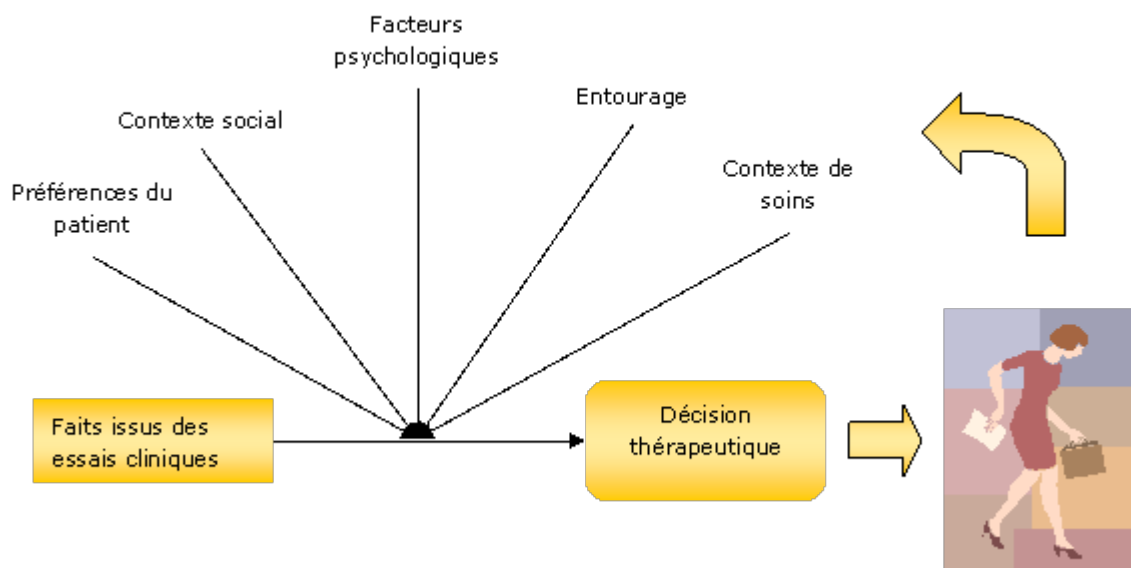 Facteurs
psychologiques
Entourage
Contexte social
Contexte de
soins
Préférences du
patient
Faits issus des
essais cliniques
Décision
thérapeutique